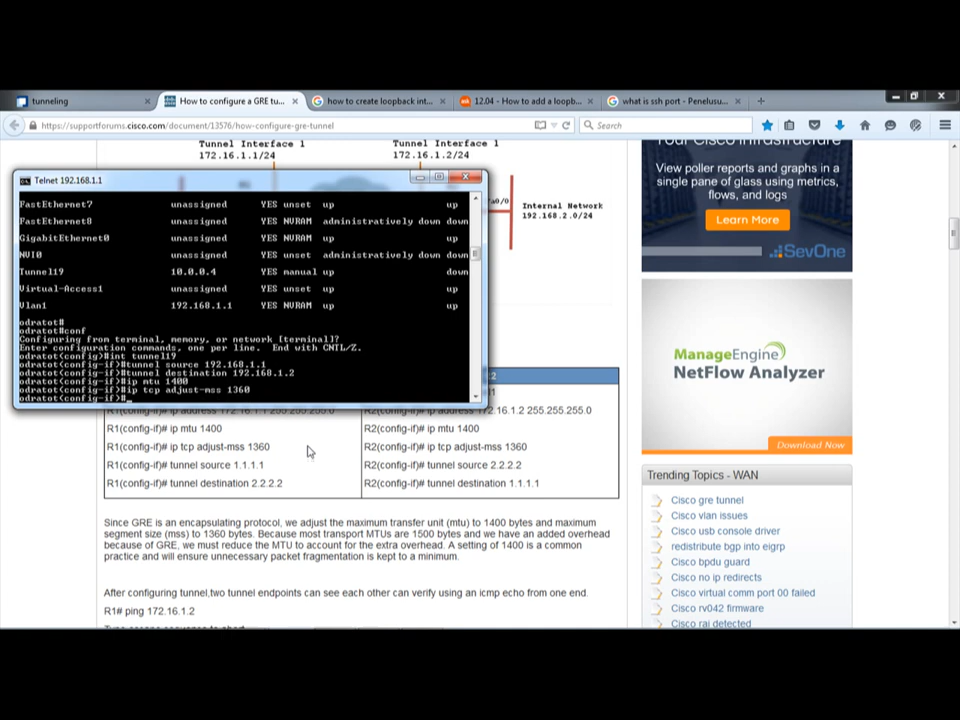 tunneling
How to configure a GRE tu...
how to create loopback int...
12.04 - How to add a loopb...
what is ssh port - Penelusu...
https://supportforums.cisco.com/document/13576/how-configure-gre-tunnel
Search
Tunnel Interface 1
172.16.1.1/24
Tunnel Interface 1
172.16.1.2/24
Internal Network
192.168.2.0/24
Telnet 192.168.1.1
FastEthernet7 unassigned YES unset up up
FastEthernet8 unassigned YES NVRAM administratively down down
GigabitEthernet0 unassigned YES NVRAM up up
NVI0 unassigned YES unset administratively down down
Tunnel19 10.0.0.4 YES manual up down
Virtual-Access1 unassigned YES unset up up
Vlan1 192.168.1.1 YES NVRAM up up
odratot#
odratot#conf
Configuring from terminal, memory, or network [terminal]?
Enter configuration commands, one per line. End with CNTL/Z.
odratot(config)#int tunnel19
odratot(config-if)#tunnel source 192.168.1.1
odratot(config-if)#tunnel destination 192.168.1.2
odratot(config-if)#ip mtu 1400
odratot(config-if)#ip tcp adjust-mss 1360
odratot(config-if)#
R1(config-if)# ip address 172.16.1.1 255.255.255.0
R1(config-if)# ip mtu 1400
R1(config-if)# ip tcp adjust-mss 1360
R1(config-if)# tunnel source 1.1.1.1
R1(config-if)# tunnel destination 2.2.2.2
R2(config-if)# ip address 172.16.1.2 255.255.255.0
R2(config-if)# ip mtu 1400
R2(config-if)# ip tcp adjust-mss 1360
R2(config-if)# tunnel source 2.2.2.2
R2(config-if)# tunnel destination 1.1.1.1
Since GRE is an encapsulating protocol, we adjust the maximum transfer unit (mtu) to 1400 bytes and maximum
segment size (mss) to 1360 bytes. Because most transport MTUs are 1500 bytes and we have an added overhead
because of GRE, we must reduce the MTU to account for the extra overhead. A setting of 1400 is a common
practice and will ensure unnecessary packet fragmentation is kept to a minimum.
After configuring tunnel,two tunnel endpoints can see each other can verify using an icmp echo from one end.
R1# ping 172.16.1.2
Your Cisco Infrastructure
View poller reports and graphs in a
single pane of glass using metrics,
flows, and logs
Learn More
SevOne
ManageEngine
NetFlow Analyzer
Download Now
Trending Topics - WAN
Cisco gre tunnel
Cisco vlan issues
Cisco usb console driver
redistribute bgp into eigrp
Cisco bpdu guard
Cisco no ip redirects
Cisco virtual comm port 00 failed
Cisco rv042 firmware
Cisco rai detected